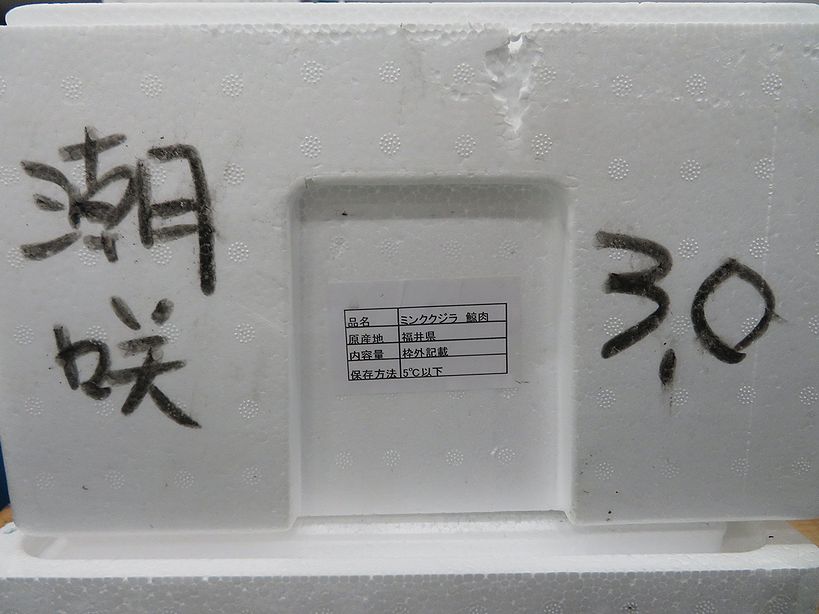 潮
咲
品名 ミンククジラ 鯨肉
原産地 福井県
内容量 枠外記載
保存方法 5℃以下
3.0